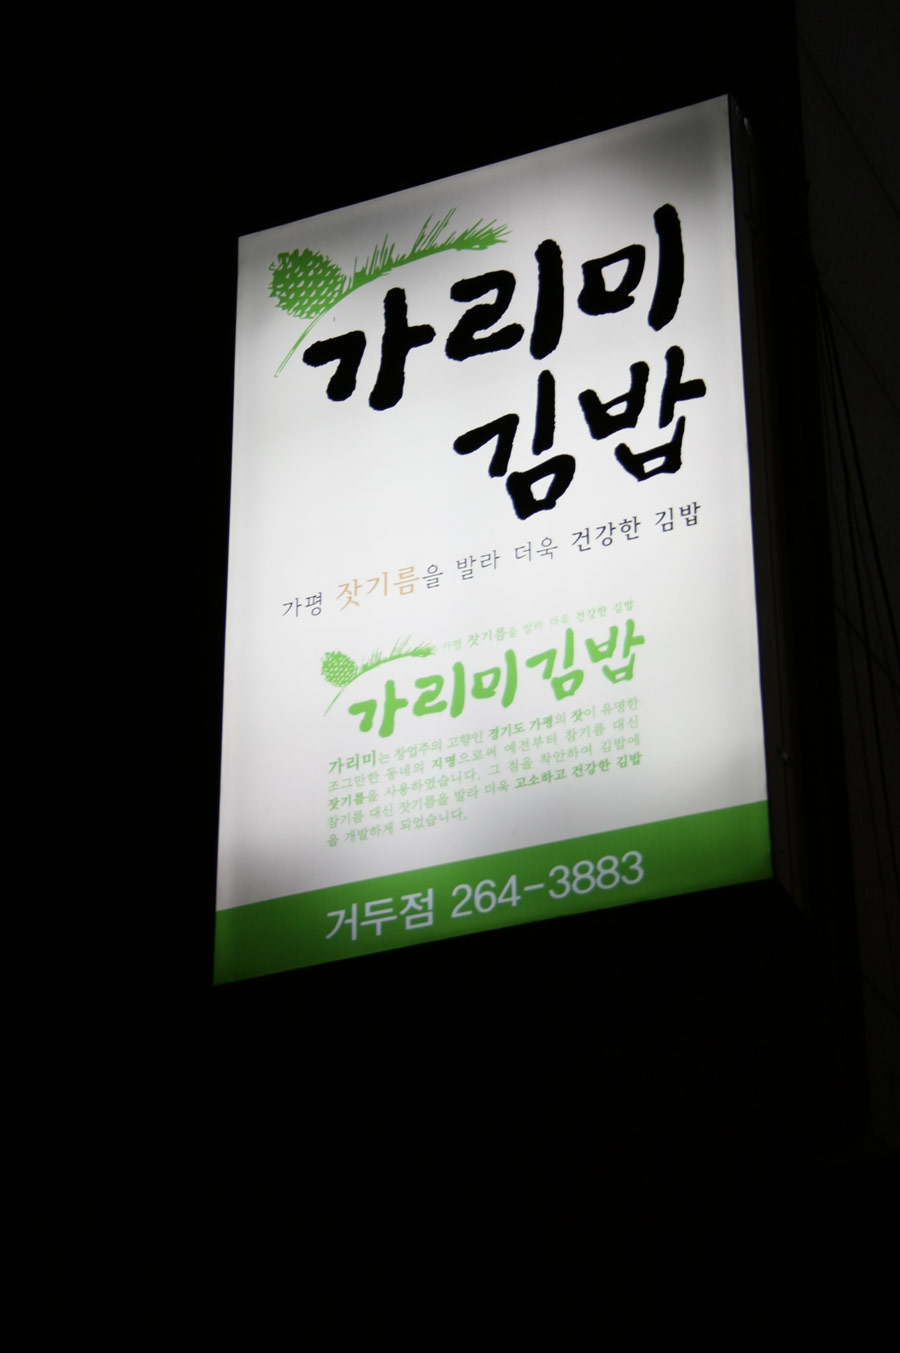 가리미
김밥
가평 잣기름을 발라 더욱 건강한 김밥
가평 잣기름을 발라 더욱 건강한 김밥
가리미김밥
가리미는 창업주의 고향인 경기도 가평의 잣이 유명한
조그만한 동네의 지명으로써 예전부터 참기름 대신
잣기름을 사용하였습니다. 그 점을 착안하여 김밥에
참기름 대신 잣기름을 발라 더욱 고소하고 건강한 김밥
을 개발하게 되었습니다.
거두점 264-3883